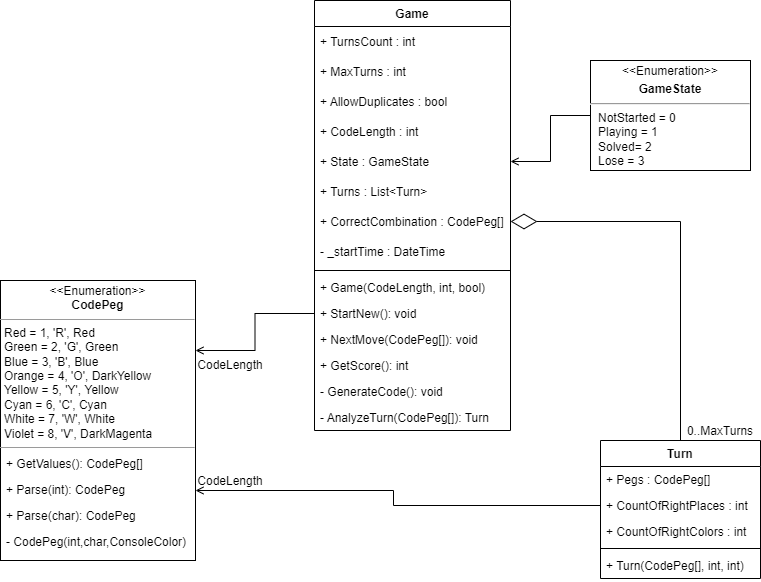 Game
+ TurnsCount : int
+ MaxTurns : int
+ AllowDuplicates : bool
+ CodeLength : int
+ State : GameState
+ Turns : List<Turn>
+ CorrectCombination : CodePeg[]
- _startTime : DateTime
+ Game(CodeLength, int, bool)
+ StartNew(): void
+ NextMove(CodePeg[]): void
+ GetScore(): int
- GenerateCode(): void
- AnalyzeTurn(CodePeg[]): Turn
<<Enumeration>>
GameState
NotStarted = 0
Playing = 1
Solved= 2
Lose = 3
<<Enumeration>>
CodePeg
Red = 1, 'R', Red
Green = 2, 'G', Green
Blue = 3, 'B', Blue
Orange = 4, 'O', DarkYellow
Yellow = 5, 'Y', Yellow
Cyan = 6, 'C', Cyan
White = 7, 'W', White
Violet = 8, 'V', DarkMagenta
+ GetValues(): CodePeg[]
+ Parse(int): CodePeg
+ Parse(char): CodePeg
- CodePeg(int,char,ConsoleColor)
CodeLength
CodeLength
0..MaxTurns
Turn
+ Pegs : CodePeg[]
+ CountOfRightPlaces : int
+ CountOfRightColors : int
+ Turn(CodePeg[], int, int)